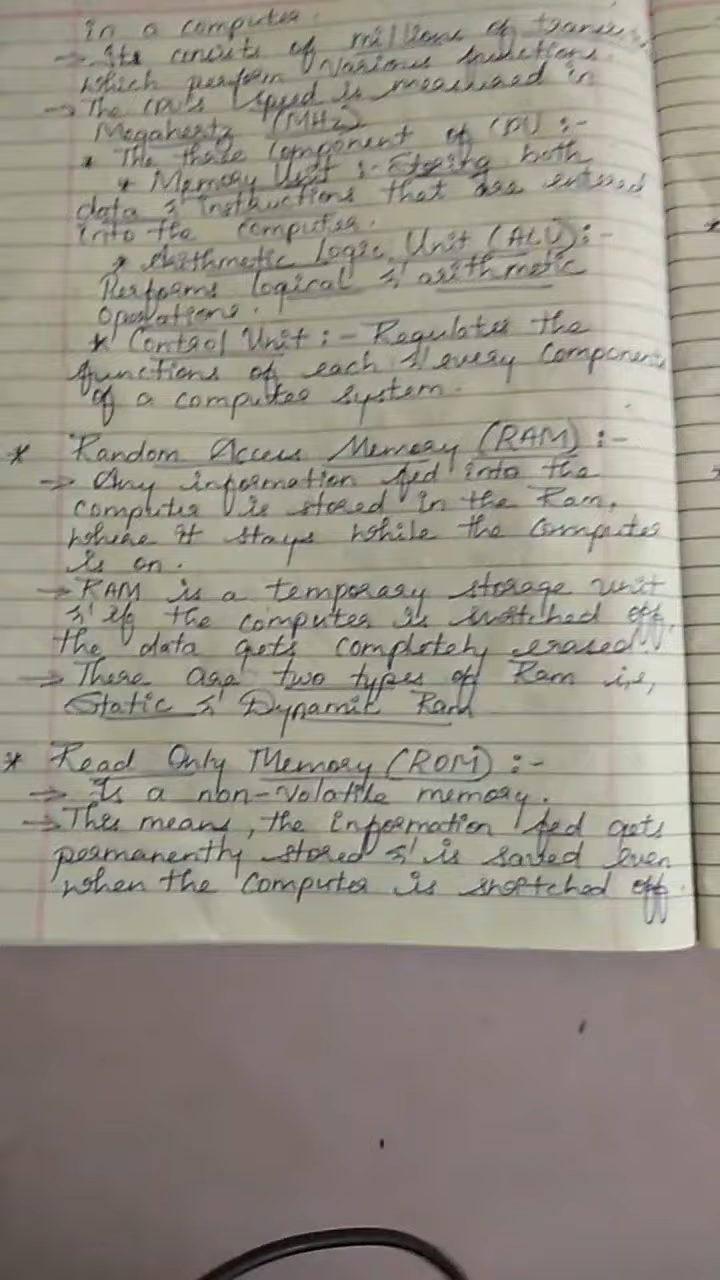 in a computer.
→ Its consists of millions of
which perform various functions.
→ The CPU's speed is measured in
Megahertz (MHz)
* The three Component of CPU :-
* Memory Unit :- Storing both
data & instructions that are entered
into the computer.
* Arithmetic Logic Unit (ALU) :-
Performs logical & arithmetic
Operations.
* Control Unit :- Regulates the
functions of each & every Component
of a computer system.
* Random Access Memory (RAM) :-
→ Any information fed into the
computer is stored in the Ram,
where it stays while the Computer
is on.
→ RAM is a temporary storage unit
& if the computer is switched off,
the data gets completely erased.
→ There are two types of Ram i.e,
Static & Dynamic Ram
* Read Only Memory (ROM) :-
→ Is a non-volatile memory.
→ This means, the information fed gets
permanently stored & is saved even
when the computer is switched off.